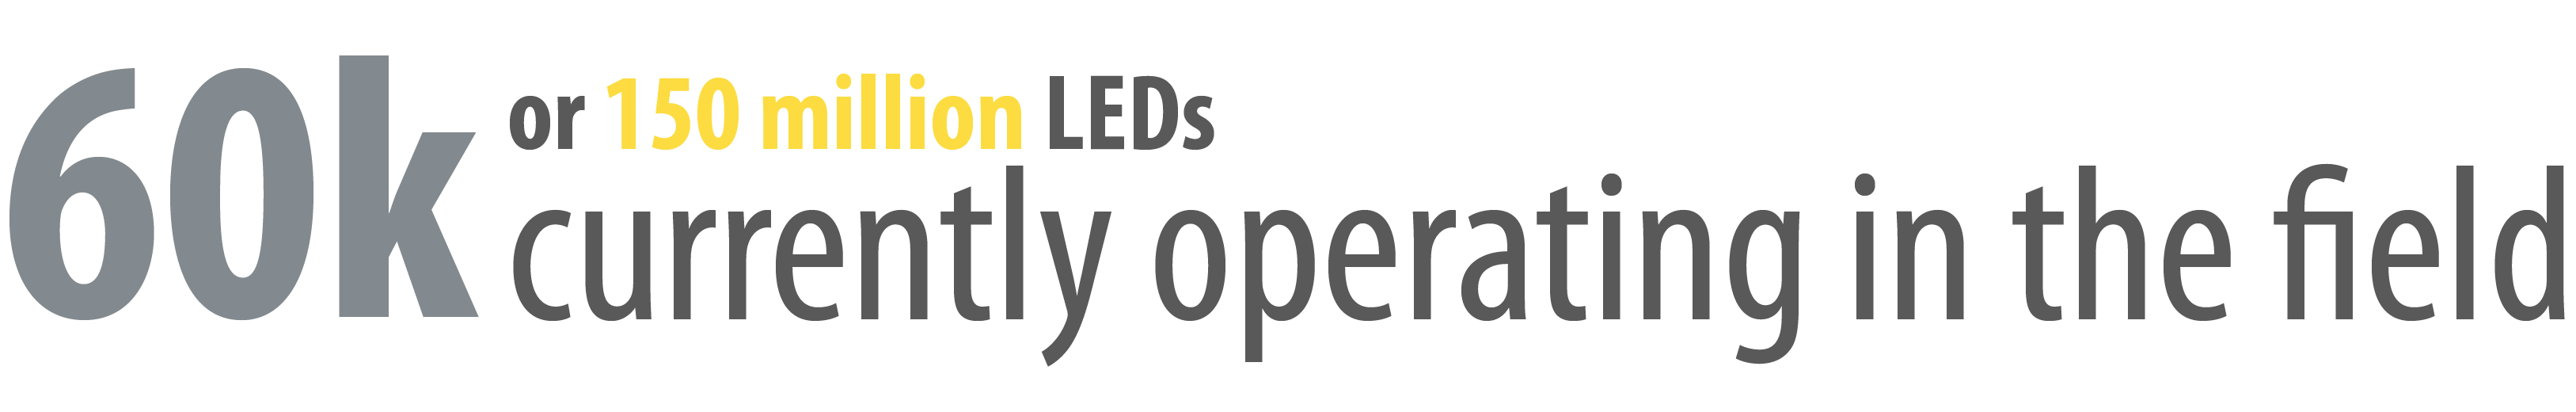 60k or 150 million LEDs
currently operating in the field